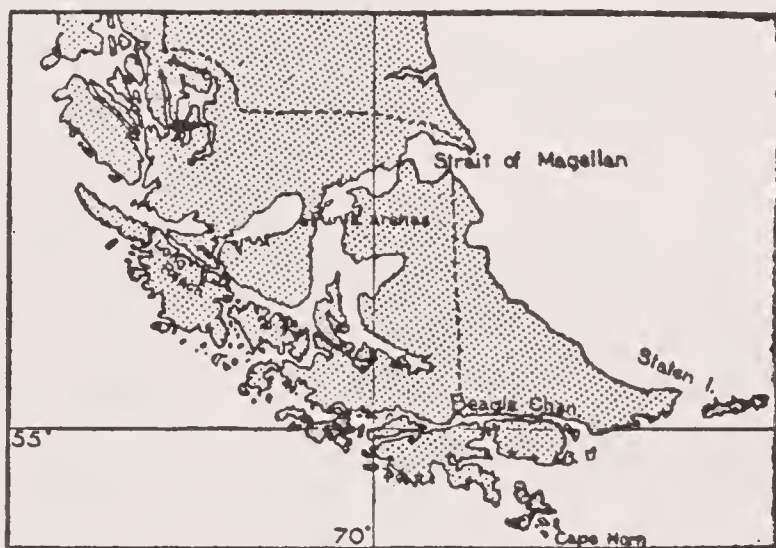 Strait of Magellan
Punta Arenas
Staten I.
Beagle Chan.
55°
70°
Cape Horn